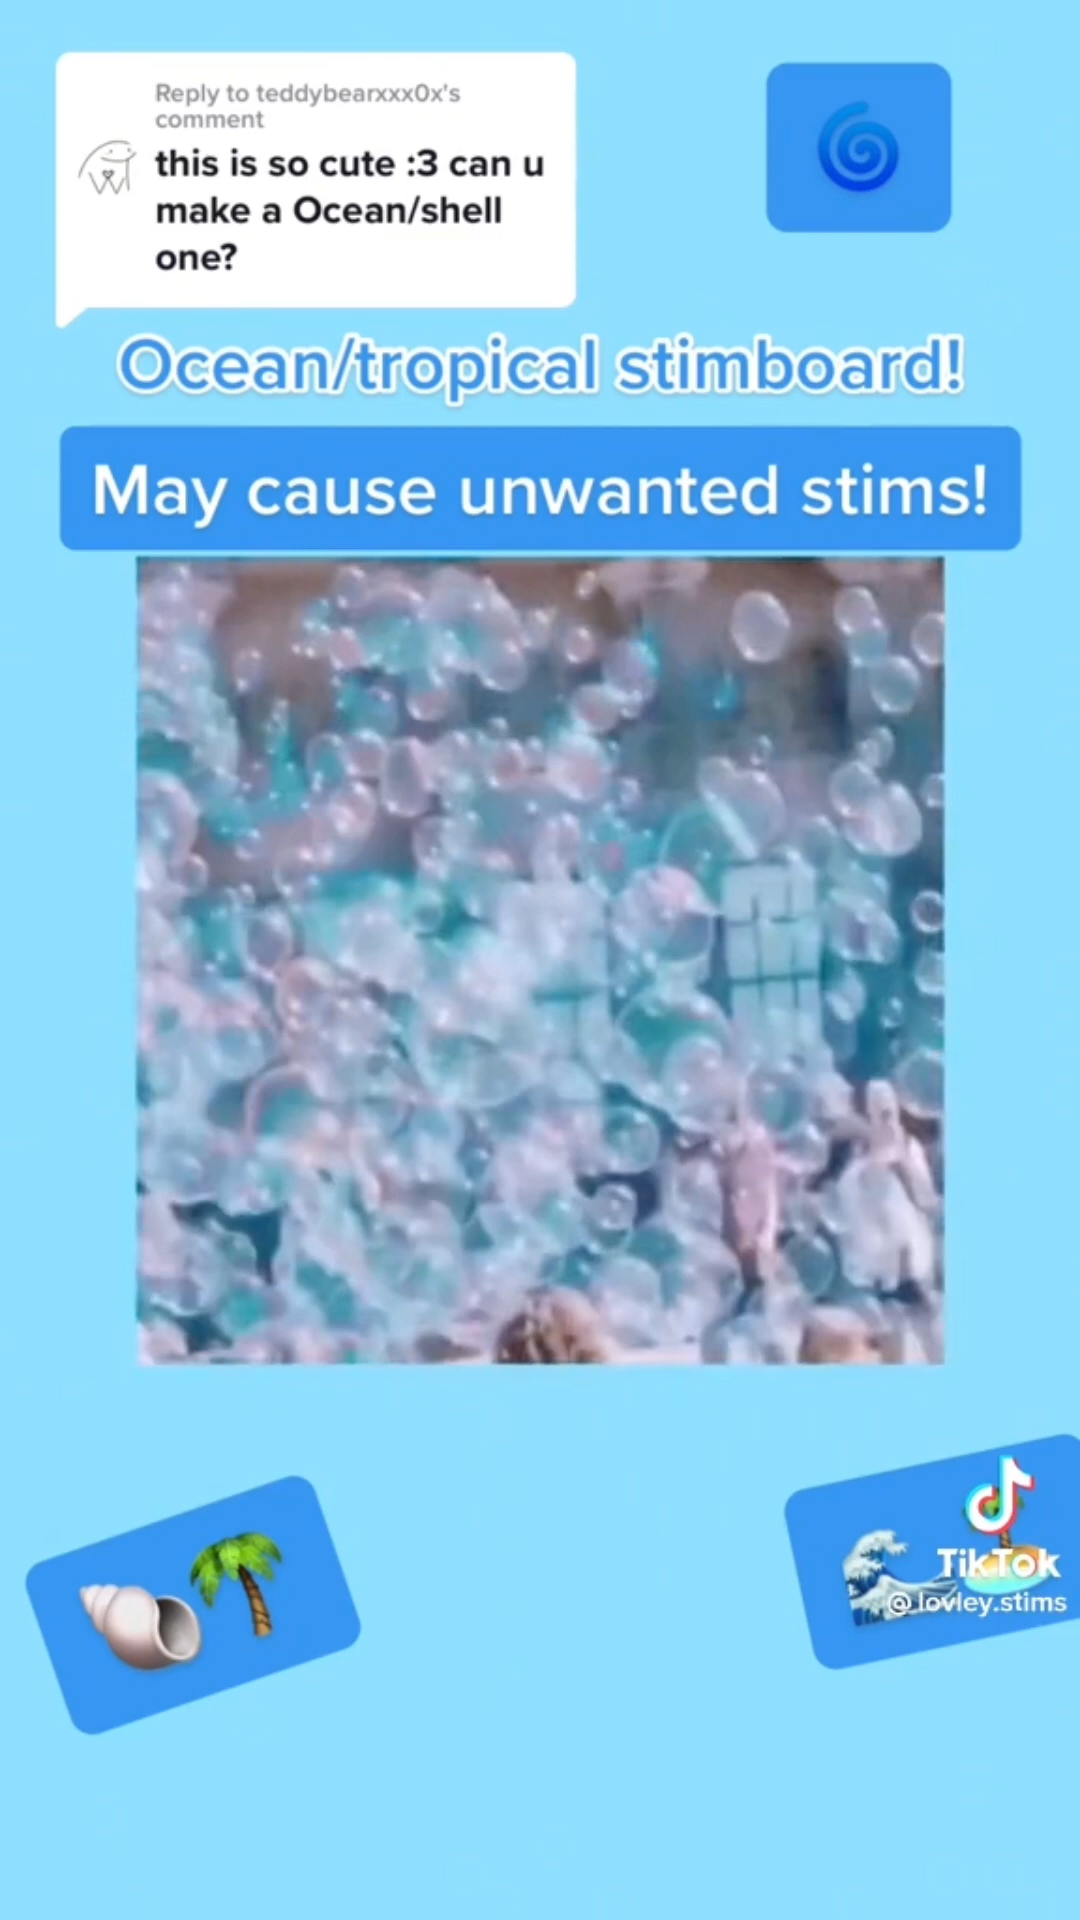 Reply to teddybearxxx0x's
comment
this is so cute :3 can u
make a Ocean/shell
one?
Ocean/tropical stimboard!
May cause unwanted stims!
TikTok
@lovley.stims